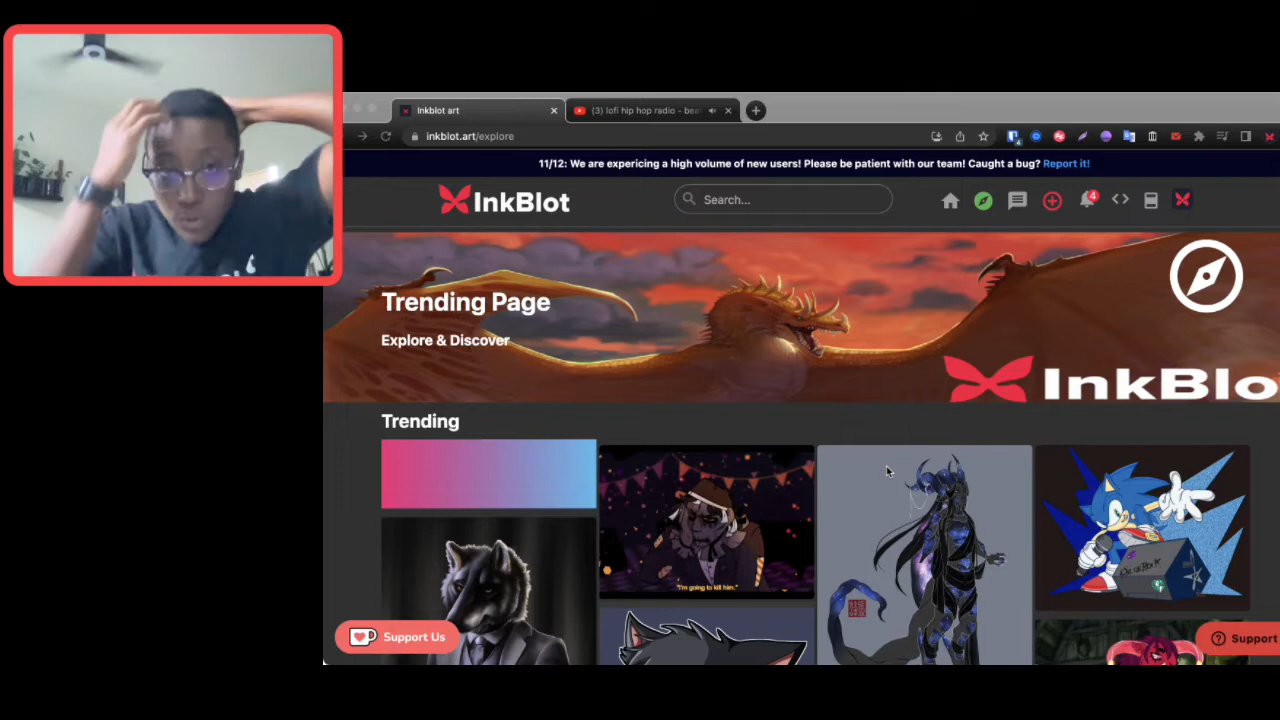 Inkblot art
(3) lofi hip hop radio - bea
inkblot.art/explore
4
11/12: We are expericing a high volume of new users! Please be patient with our team! Caught a bug? Report it!
InkBlot
Search...
4
Trending Page
Explore & Discover
InkBlo
Trending
"I'm going to kill him."
Support Us
Support